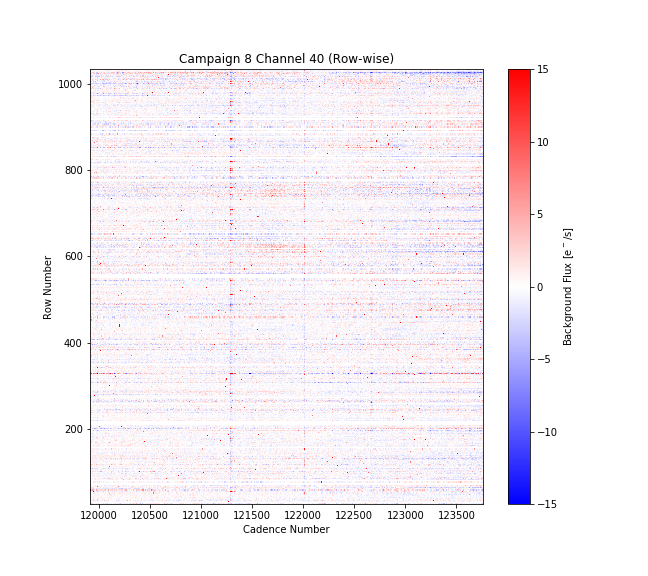 Campaign 8 Channel 40 (Row-wise)
1000
800
600
400
200
Row Number
120000 120500 121000 121500 122000 122500 123000 123500
Cadence Number
15
10
5
0
−5
−10
−15
Background Flux [e⁻/s]